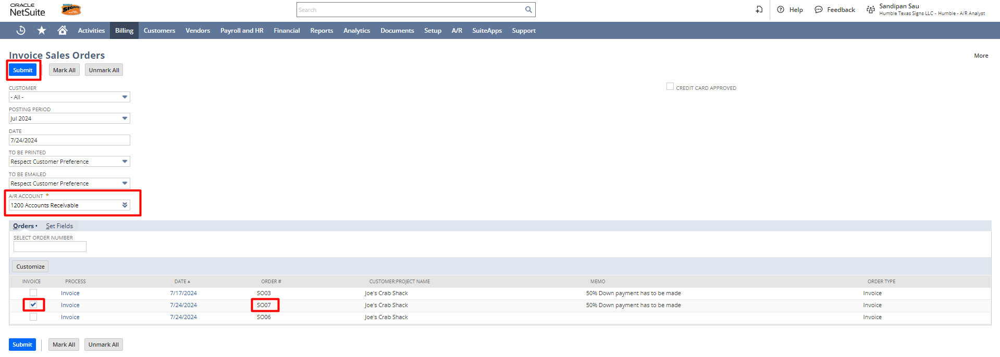 ORACLE
NetSuite
SIGNS
Search
Help
Feedback
Sandipan Sau
Humble Texas Signs LLC - Humble - A/R Analyst
Activities Billing Customers Vendors Payroll and HR Financial Reports Analytics Documents Setup A/R SuiteApps Support
Invoice Sales Orders
More
Submit Mark All Unmark All
CUSTOMER
- All -
CREDIT CARD APPROVED
POSTING PERIOD
Jul 2024
DATE
7/24/2024
TO BE PRINTED
Respect Customer Preference
TO BE EMAILED
Respect Customer Preference
A/R ACCOUNT *
1200 Accounts Receivable
Orders • Set Fields
SELECT ORDER NUMBER
Customize
INVOICE PROCESS DATE ▲ ORDER # CUSTOMER:PROJECT NAME MEMO ORDER TYPE
Invoice 7/17/2024 SO03 Joe's Crab Shack 50% Down payment has to be made Invoice
Invoice 7/24/2024 SO07 Joe's Crab Shack 50% Down payment has to be made Invoice
Invoice 7/24/2024 SO06 Joe's Crab Shack Invoice
Submit Mark All Unmark All